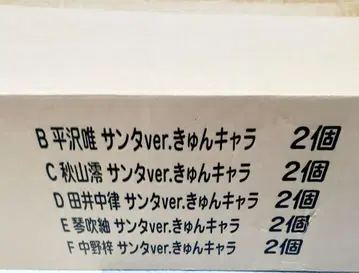 B 平沢唯 サンタver.きゅんキャラ 2個
C 秋山澪 サンタver.きゅんキャラ 2個
D 田井中律 サンタver.きゅんキャラ 2個
E 琴吹紬 サンタver.きゅんキャラ 2個
F 中野梓 サンタver.きゅんキャラ 2個